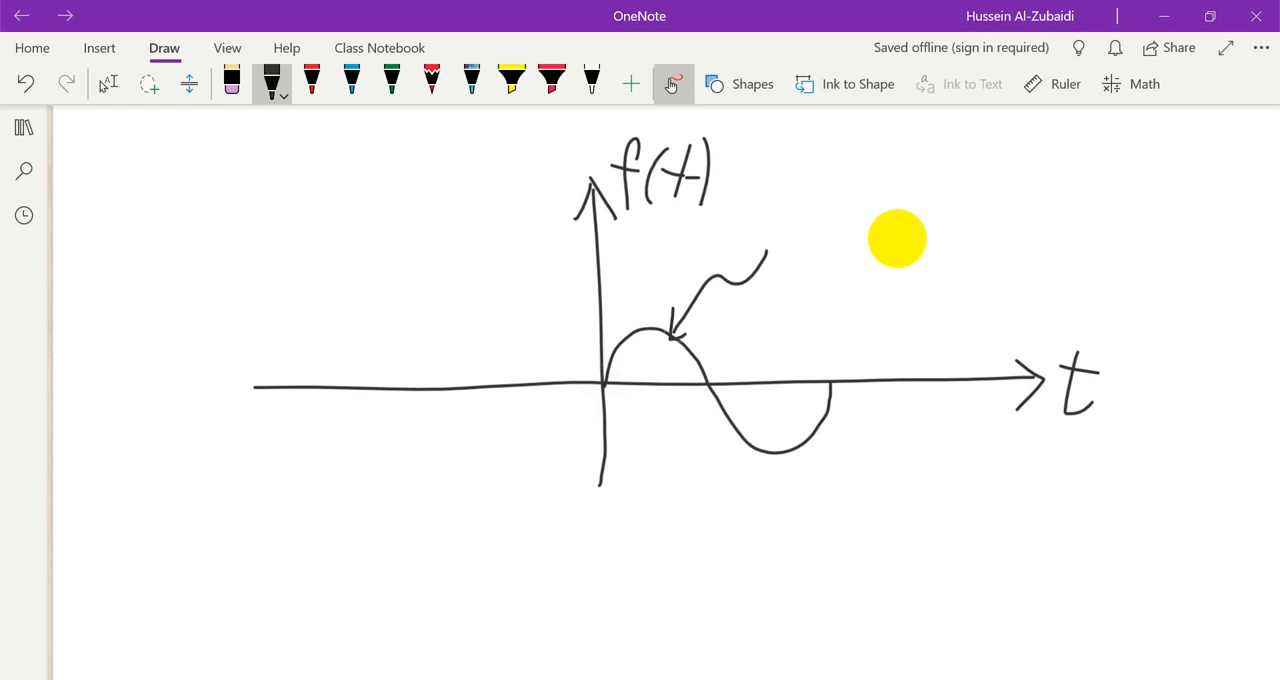 OneNote
Hussein Al-Zubaidi
Home Insert Draw View Help Class Notebook
Saved offline (sign in required) Share
Shapes Ink to Shape Ink to Text Ruler Math
f(t)
t